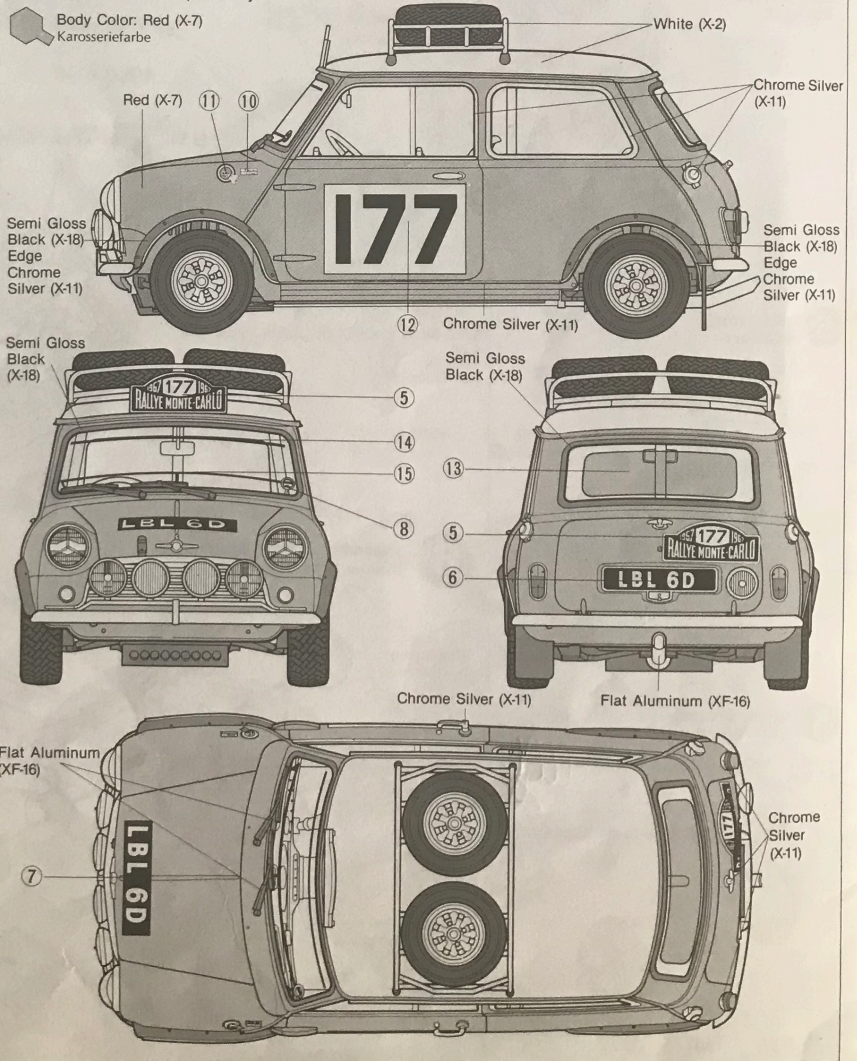 Body Color: Red (X-7)
Karosseriefarbe
White (X-2)
Red (X-7)
⑪
⑩
Chrome Silver
(X-11)
177
Semi Gloss
Black (X-18)
Edge
Chrome
Silver (X-11)
Semi Gloss
Black (X-18)
Edge
Chrome
Silver (X-11)
⑫
Chrome Silver (X-11)
Semi Gloss
Black
(X-18)
1967 177 1967
RALLYE MONTE-CARLO
⑤
⑭
⑮
⑧
LBL 6D
Semi Gloss
Black (X-18)
⑬
⑤
⑥
1967 177 196
RALLYE MONTE-CARLO
LBL 6D
Chrome Silver (X-11)
Flat Aluminum (XF-16)
Flat Aluminum
(XF-16)
⑦
LBL 6D
177
Chrome
Silver
(X-11)